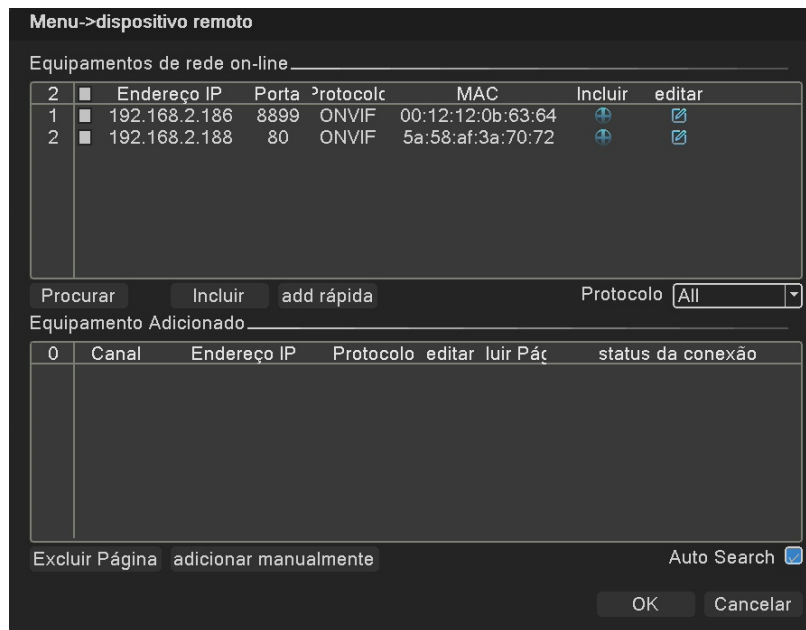 Menu->dispositivo remoto
Equipamentos de rede on-line
2 Endereço IP Porta Protocolo MAC Incluir editar
1 192.168.2.186 8899 ONVIF 00:12:12:0b:63:64
2 192.168.2.188 80 ONVIF 5a:58:af:3a:70:72
Procurar Incluir add rápida Protocolo All
Equipamento Adicionado
0 Canal Endereço IP Protocolo editar luir Pág status da conexão
Excluir Página adicionar manualmente Auto Search
OK Cancelar